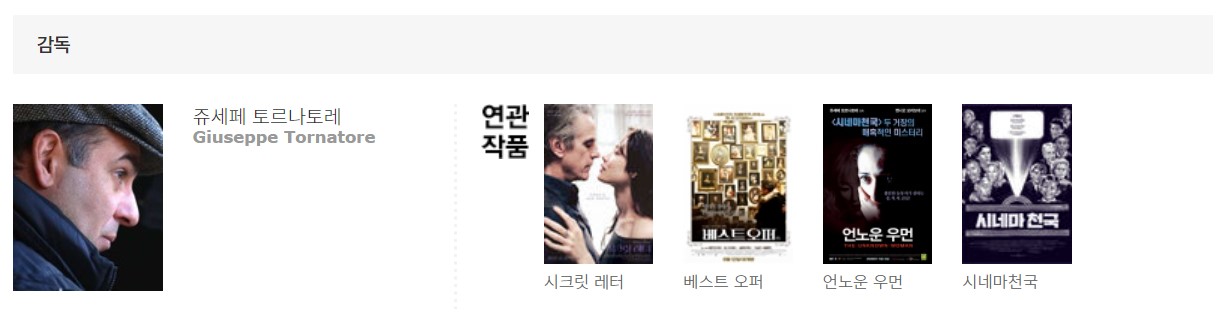 감독
쥬세페 토르나토레
Giuseppe Tornatore
연관
작품
베스트 오퍼
<시네마천국> 두 거장의
매혹적인 미스터리
언노운 우먼
THE UNKNOWN WOMAN
시네마 천국
시크릿 레터
베스트 오퍼
언노운 우먼
시네마천국